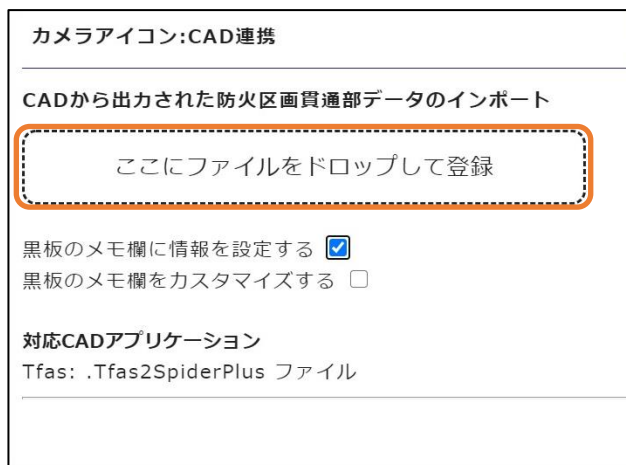 カメラアイコン:CAD連携
CADから出力された防火区画貫通部データのインポート
ここにファイルをドロップして登録
黒板のメモ欄に情報を設定する
黒板のメモ欄をカスタマイズする
対応CADアプリケーション
Tfas: .Tfas2SpiderPlus ファイル